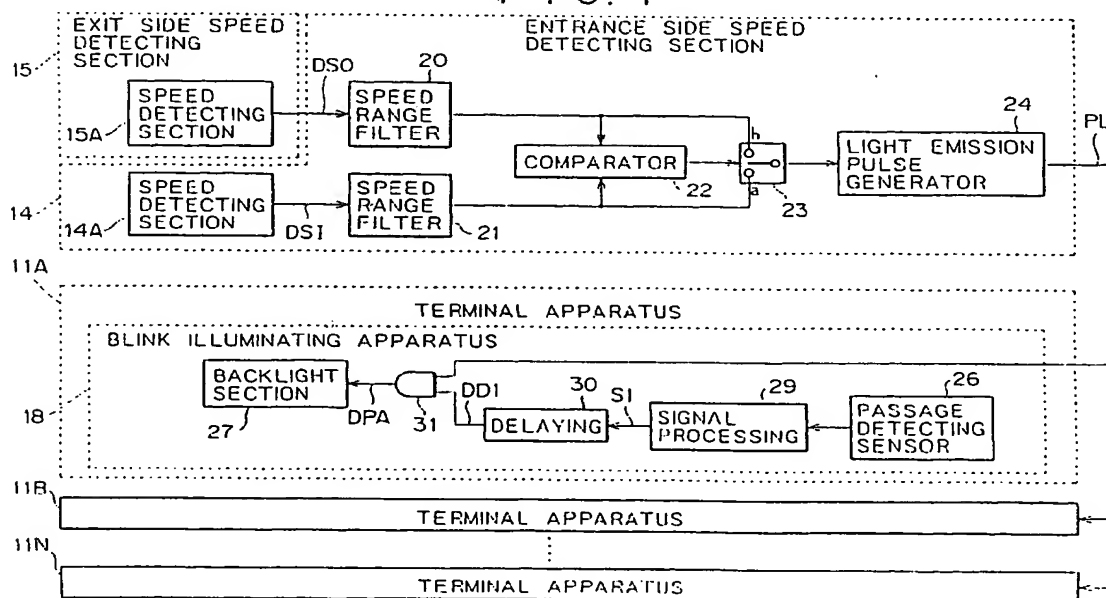 EXIT SIDE SPEED
DETECTING
SECTION
ENTRANCE SIDE SPEED
DETECTING SECTION
15
DSO
20
SPEED
DETECTING
SECTION
15A
SPEED
RANGE
FILTER
24
PL
COMPARATOR
22
b
a
23
LIGHT EMISSION
PULSE
GENERATOR
14
SPEED
DETECTING
SECTION
14A
DSI
SPEED
RANGE
FILTER
21
11A
TERMINAL APPARATUS
BLINK ILLUMINATING APPARATUS
18
BACKLIGHT
SECTION
27
DPA
31
DDI
30
DELAYING
SI
29
SIGNAL
PROCESSING
26
PASSAGE
DETECTING
SENSOR
11B
TERMINAL APPARATUS
11N
TERMINAL APPARATUS